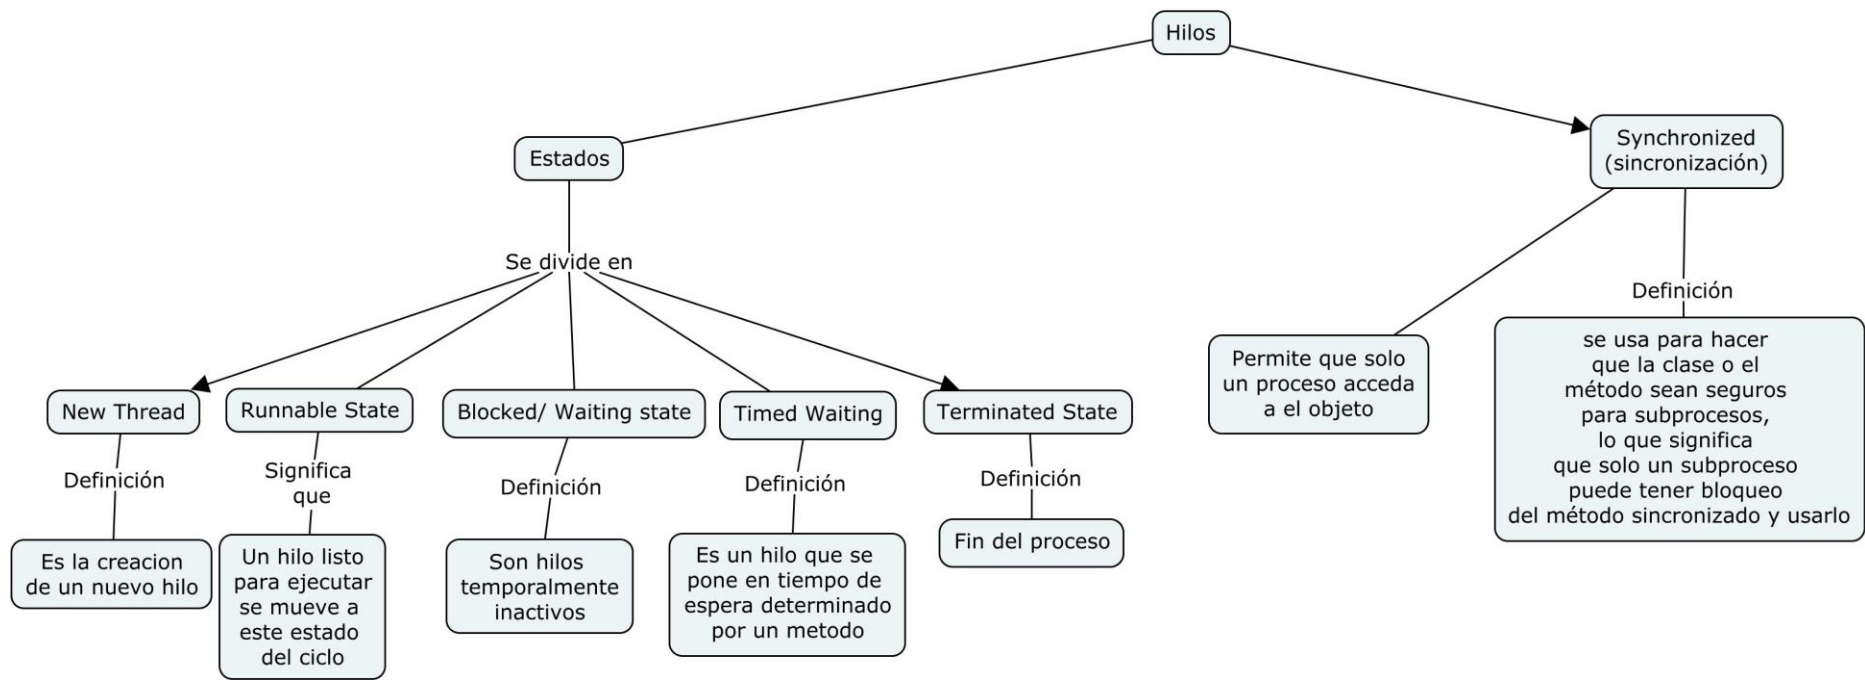 Hilos
Estados
Synchronized
(sincronización)
Se divide en
New Thread
Runnable State
Blocked/ Waiting state
Timed Waiting
Terminated State
Definición
Significa
que
Definición
Definición
Definición
Es la creacion
de un nuevo hilo
Un hilo listo
para ejecutar
se mueve a
este estado
del ciclo
Son hilos
temporalmente
inactivos
Es un hilo que se
pone en tiempo de
espera determinado
por un metodo
Fin del proceso
Permite que solo
un proceso acceda
a el objeto
Definición
se usa para hacer
que la clase o el
método sean seguros
para subprocesos,
lo que significa
que solo un subproceso
puede tener bloqueo
del método sincronizado y usarlo